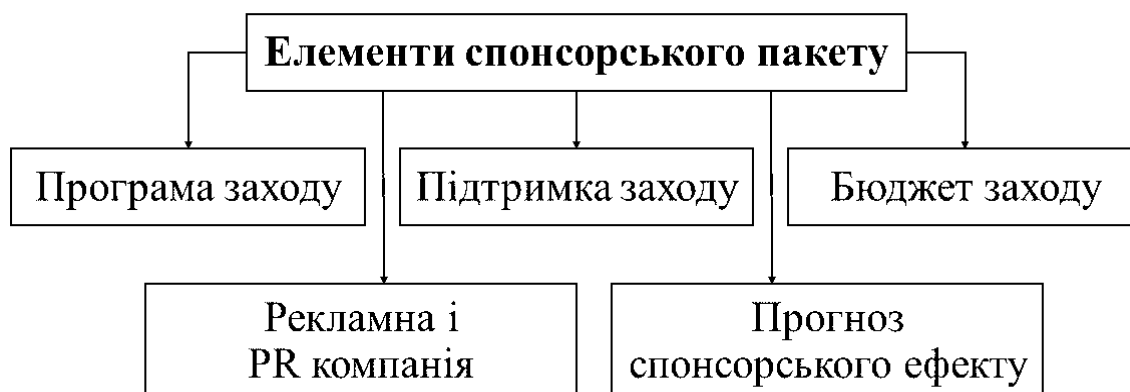 Елементи спонсорського пакету
Програма заходу
Підтримка заходу
Бюджет заходу
Рекламна і
PR компанія
Прогноз
спонсорського ефекту